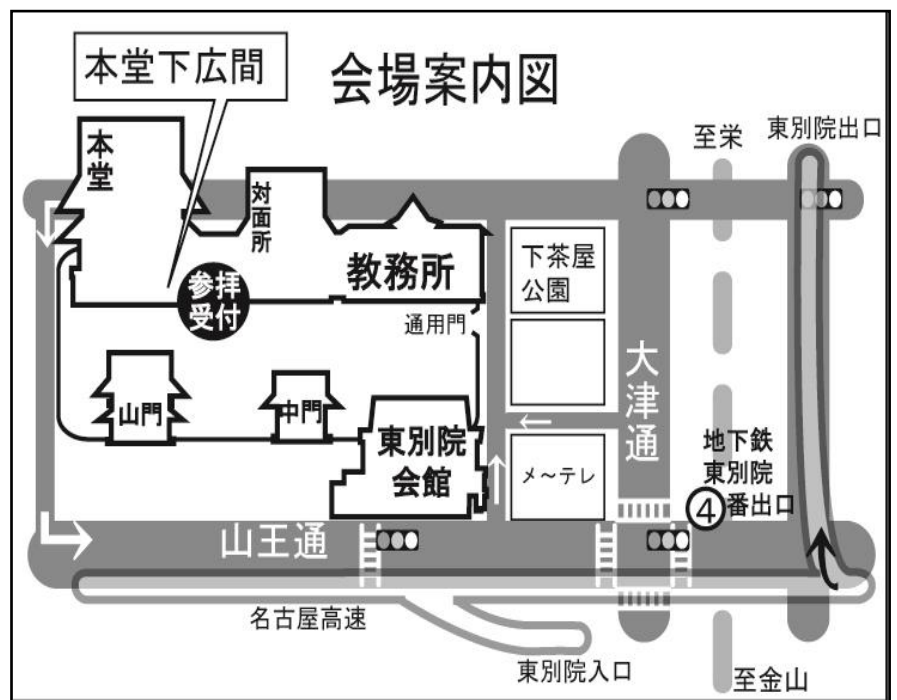 会場案内図
本堂下広間
本堂
対面所
教務所
参拝
受付
通用門
山門
中門
東別院
会館
下茶屋
公園
メ〜テレ
大津通
至栄
東別院出口
地下鉄
東別院
④番出口
山王通
名古屋高速
東別院入口
至金山